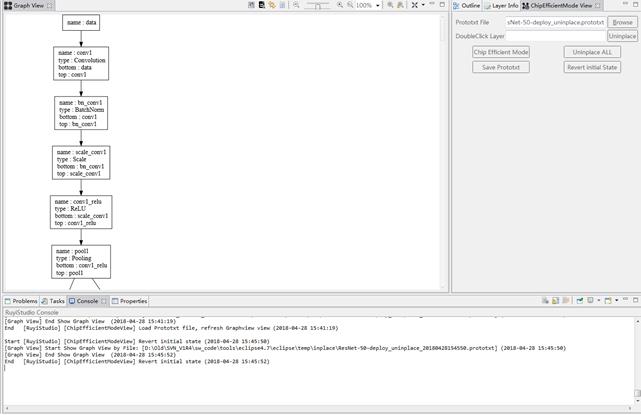 Graph View
100%
Outline
Layer Info
ChipEfficientMode View
name : data
name : conv1
type : Convolution
bottom : data
top : conv1
name : bn_conv1
type : BatchNorm
bottom : conv1
top : bn_conv1
name : scale_conv1
type : Scale
bottom : bn_conv1
top : scale_conv1
name : conv1_relu
type : ReLU
bottom : scale_conv1
top : conv1_relu
name : pool1
type : Pooling
bottom : conv1_relu
top : pool1
Prototxt File
sNet-50-deploy_uninplace.prototxt
Browse
DoubleClick Layer
Uninplace
Chip Efficient Mode
Uninplace ALL
Save Prototxt
Revert initial State
Problems
Tasks
Console
Properties
RuyiStudio Console
[Graph View] End Show Graph View (2018-04-28 15:41:19)
End [RuyiStudio] [ChipEfficientModeView] Load Prototxt file, refresh Graphview view (2018-04-28 15:41:19)
Start [RuyiStudio] [ChipEfficientModeView] Revert initial state (2018-04-28 15:45:50)
[Graph View] Start Show Graph View by File: [D:\Old\SVN_V1R4\sw_code\tools\eclipse4.7\eclipse\temp\inplace\ResNet-50-deploy_uninplace_20180428154550.prototxt] (2018-04-28 15:45:50)
[Graph View] End Show Graph View (2018-04-28 15:45:52)
End [RuyiStudio] [ChipEfficientModeView] Revert initial state (2018-04-28 15:45:52)